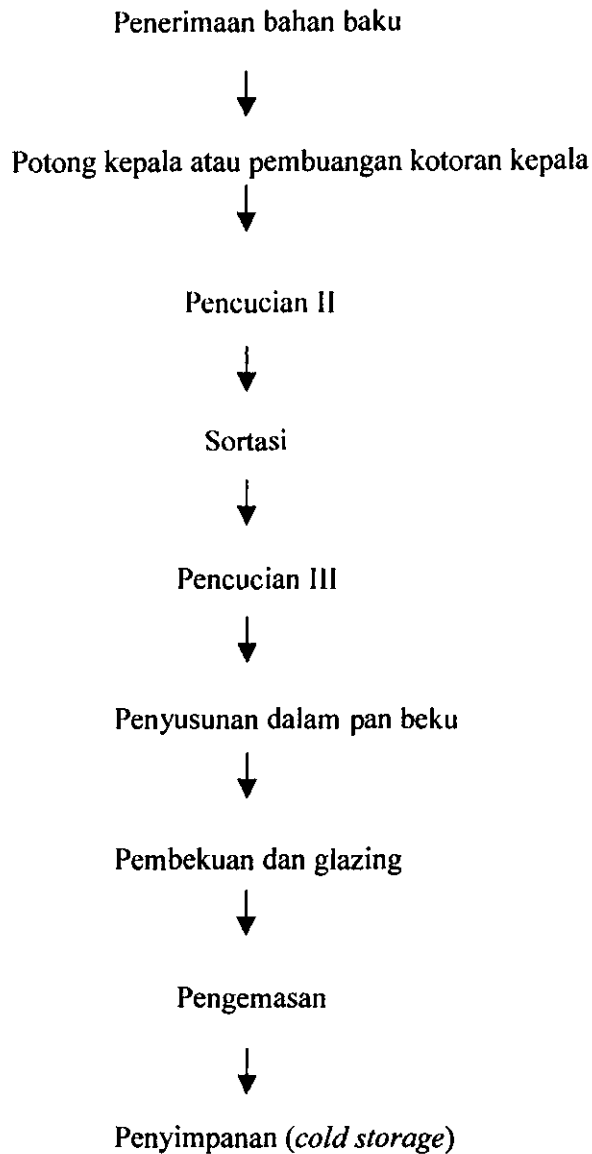 Penerimaan bahan baku
Potong kepala atau pembuangan kotoran kepala
Pencucian II
Sortasi
Pencucian III
Penyusunan dalam pan beku
Pembekuan dan glazing
Pengemasan
Penyimpanan (cold storage)